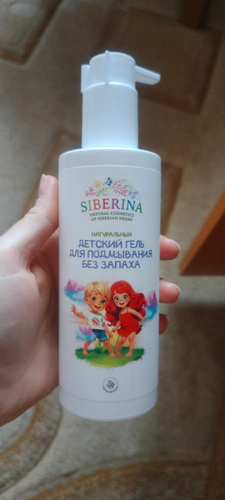 SIBERINA
NATURAL COSMETICS
OF SIBERIAN HERBS
НАТУРАЛЬНЫЙ
ДЕТСКИЙ ГЕЛЬ
ДЛЯ ПОДМЫВАНИЯ
БЕЗ ЗАПАХА